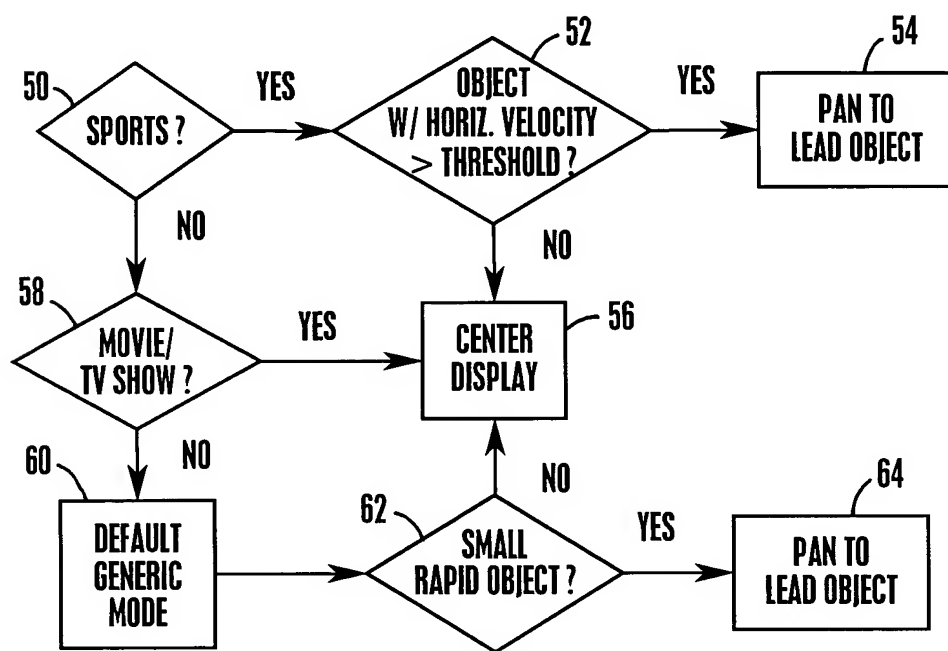 50
SPORTS ?
YES
52
OBJECT
W/ HORIZ. VELOCITY
> THRESHOLD ?
YES
54
PAN TO
LEAD OBJECT
NO
NO
58
MOVIE/
TV SHOW ?
YES
CENTER
DISPLAY
56
NO
60
DEFAULT
GENERIC
MODE
62
SMALL
RAPID OBJECT ?
NO
YES
64
PAN TO
LEAD OBJECT